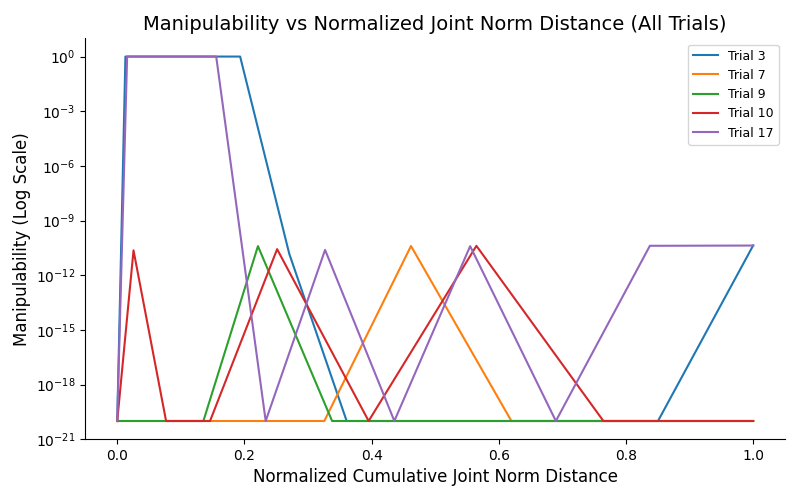 Manipulability vs Normalized Joint Norm Distance (All Trials)
Manipulability (Log Scale)
10⁰
10⁻³
10⁻⁶
10⁻⁹
10⁻¹²
10⁻¹⁵
10⁻¹⁸
10⁻²¹
Trial 3
Trial 7
Trial 9
Trial 10
Trial 17
0.0 0.2 0.4 0.6 0.8 1.0
Normalized Cumulative Joint Norm Distance